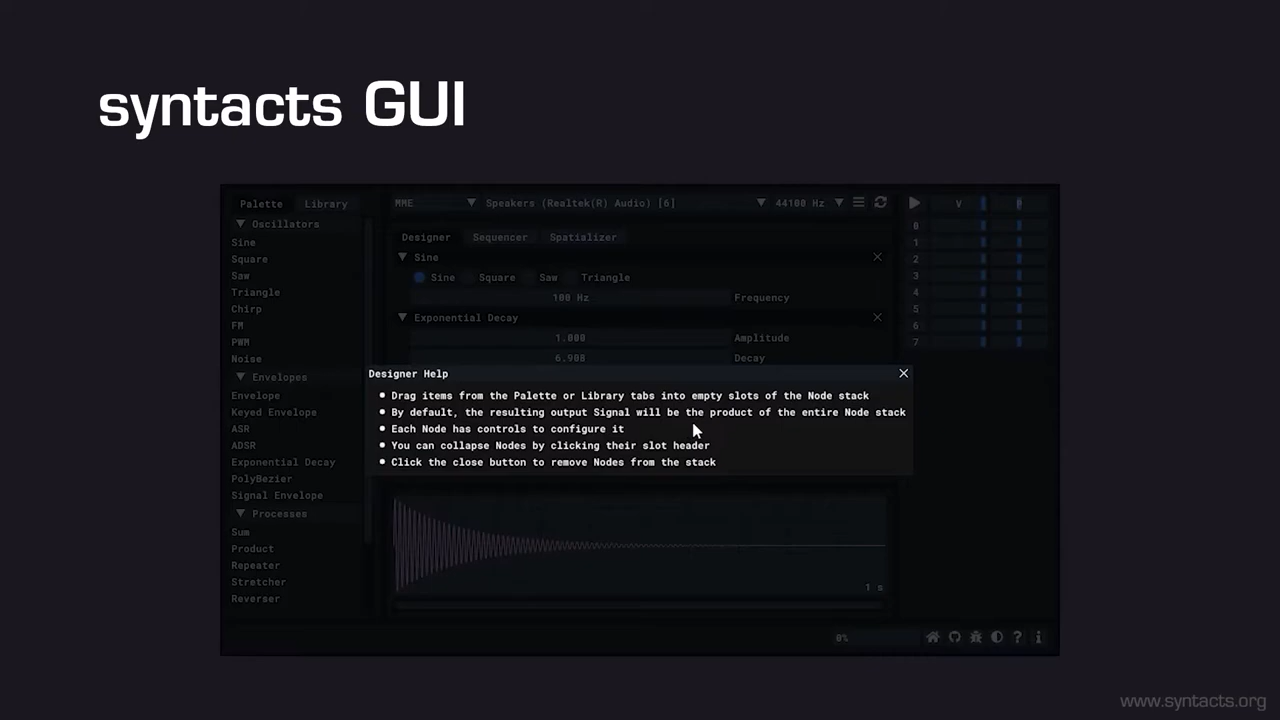 syntacts GUI
Palette Library
MME Speakers (Realtek(R) Audio) [6] 44100 Hz
V
Oscillators
Sine
Square
Saw
Triangle
Chirp
FM
PWM
Noise
Envelopes
Envelope
Keyed Envelope
ASR
ADSR
Exponential Decay
PolyBezier
Signal Envelope
Processes
Sum
Product
Repeater
Stretcher
Reverser
Designer Sequencer Spatializer
Sine
Sine Square Saw Triangle
100 Hz Frequency
Exponential Decay
1.000 Amplitude
6.908 Decay
Designer Help
Drag items from the Palette or Library tabs into empty slots of the Node stack
By default, the resulting output Signal will be the product of the entire Node stack
Each Node has controls to configure it
You can collapse Nodes by clicking their slot header
Click the close button to remove Nodes from the stack
1 s
0
1
2
3
4
5
6
7
0%
www.syntacts.org